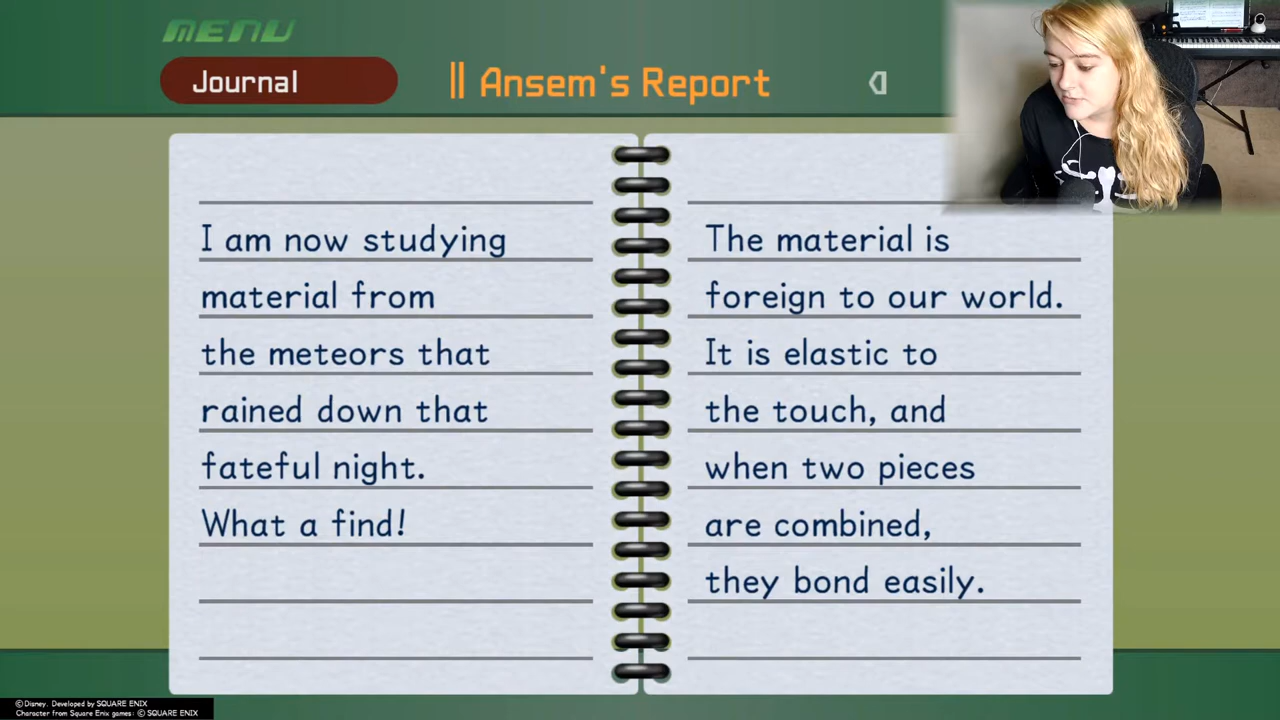 MENU
Journal
Ansem's Report
I am now studying
material from
the meteors that
rained down that
fateful night.
What a find!
The material is
foreign to our world.
It is elastic to
the touch, and
when two pieces
are combined,
they bond easily.
©Disney. Developed by SQUARE ENIX
Character from Square Enix games: © SQUARE ENIX